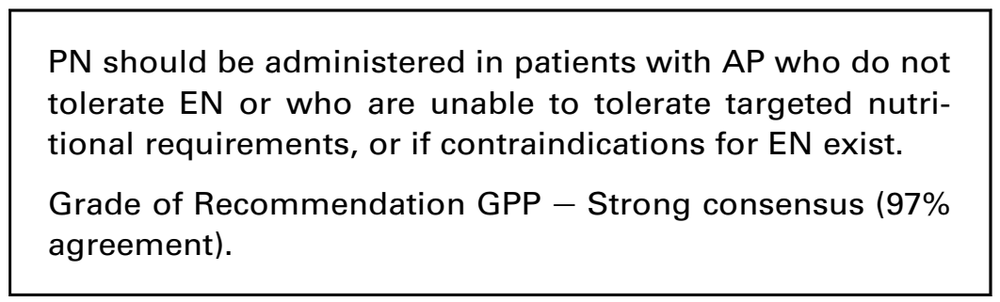 PN should be administered in patients with AP who do not
tolerate EN or who are unable to tolerate targeted nutri-
tional requirements, or if contraindications for EN exist.
Grade of Recommendation GPP – Strong consensus (97%
agreement).